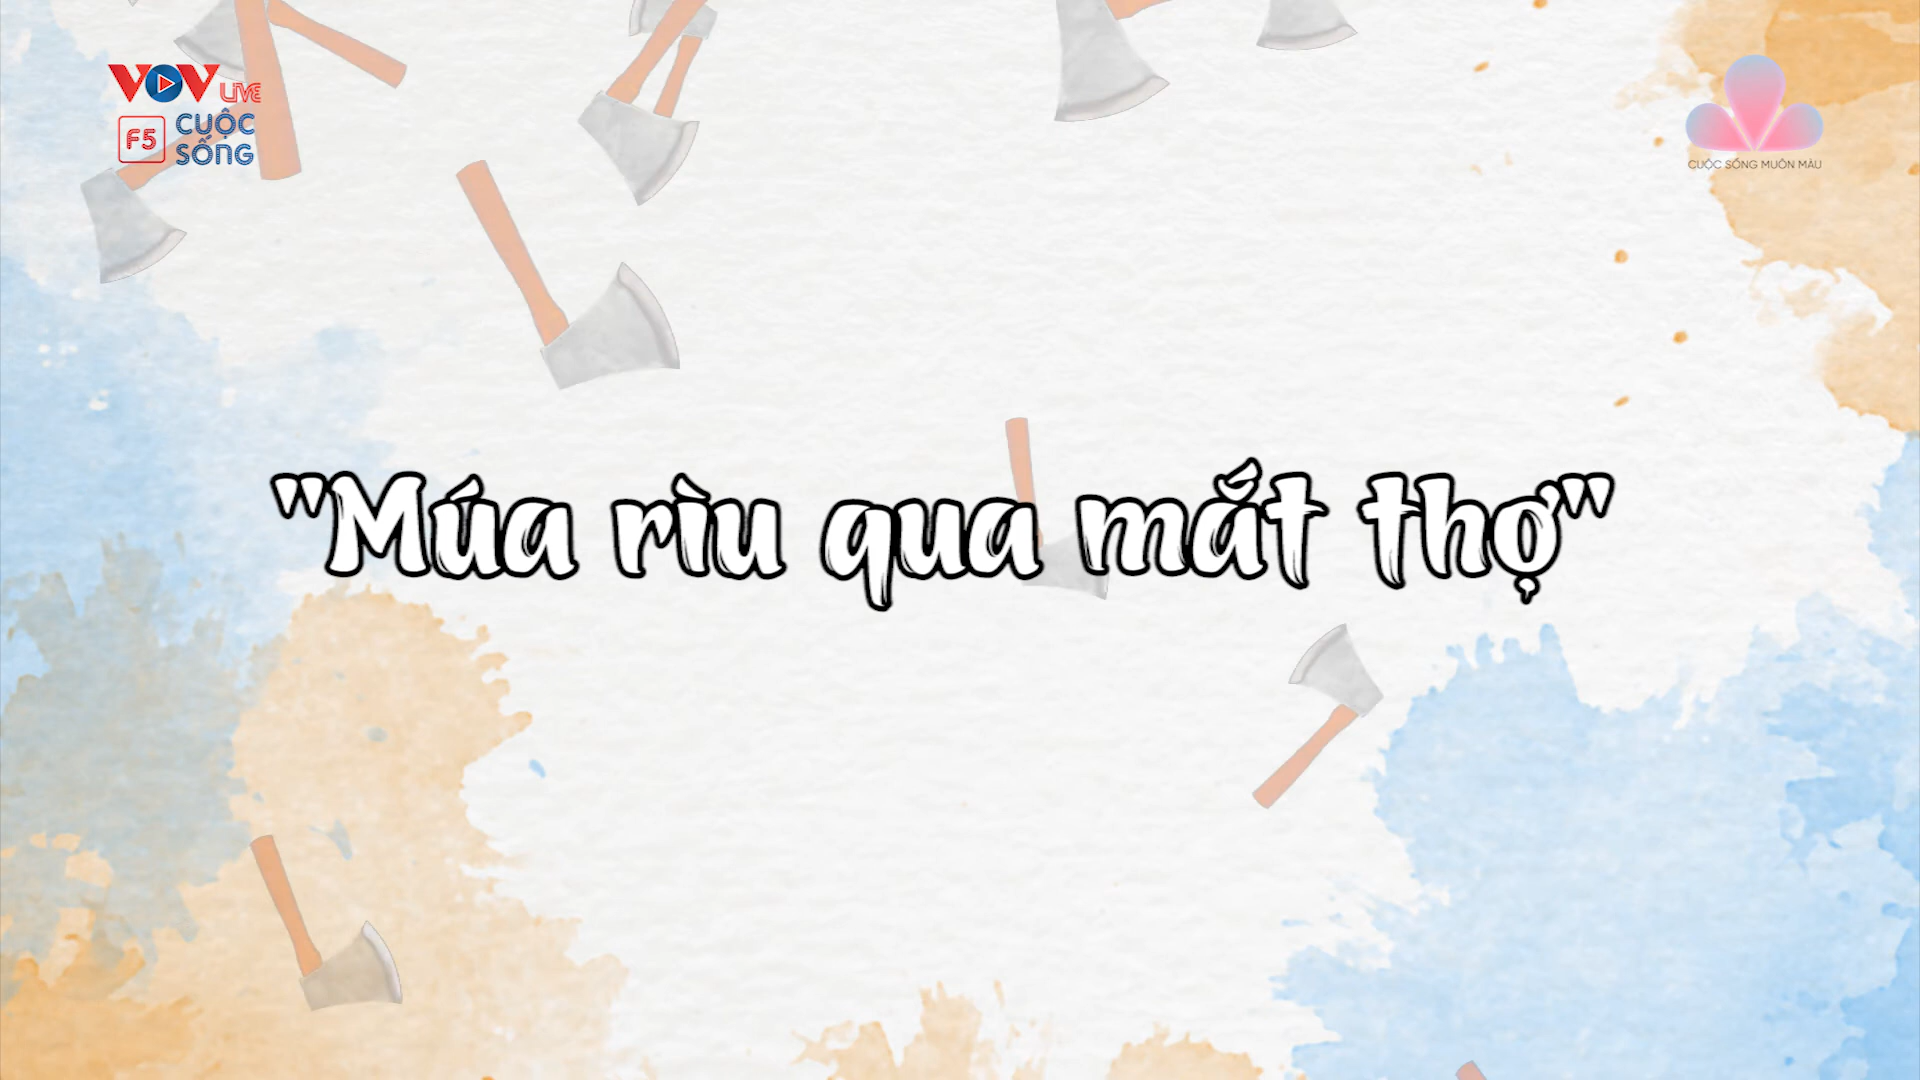 VOV LIVE
F5 CUỘC
SỐNG
CUỘC SỐNG MUÔN MÀU
"Múa rìu qua mắt thợ"